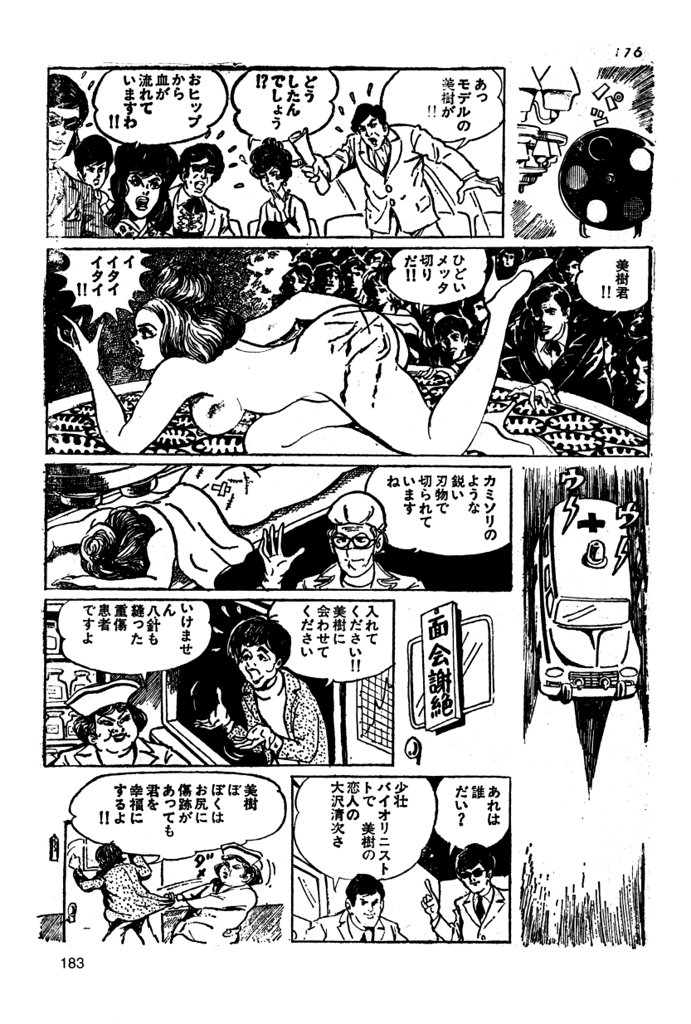 176
あっ
モデルの
美樹が
!!
どう
したん
でしょう
!?
おヒップ
から
血が
流れて
いますわ
!!
美樹君
!!
ひどい
メッタ
切り
だ!!
イ
イタイ
イタイ
!!
カミソリの
ような
鋭い
刃物で
切られて
います
ね
ウーウー
面会謝絶
入れて
ください!!
美樹に
会わせて
ください
いけませ
ん
八針も
縫った
重傷
患者
ですよ
あれは
誰
だい?
少壮
バイオリニスト
で 美樹の
恋人の
大沢清次さ
美樹
ぼ
ぼくは
お尻に
傷跡が
あっても
君を
幸福に
するよ
!!
ダメ
183